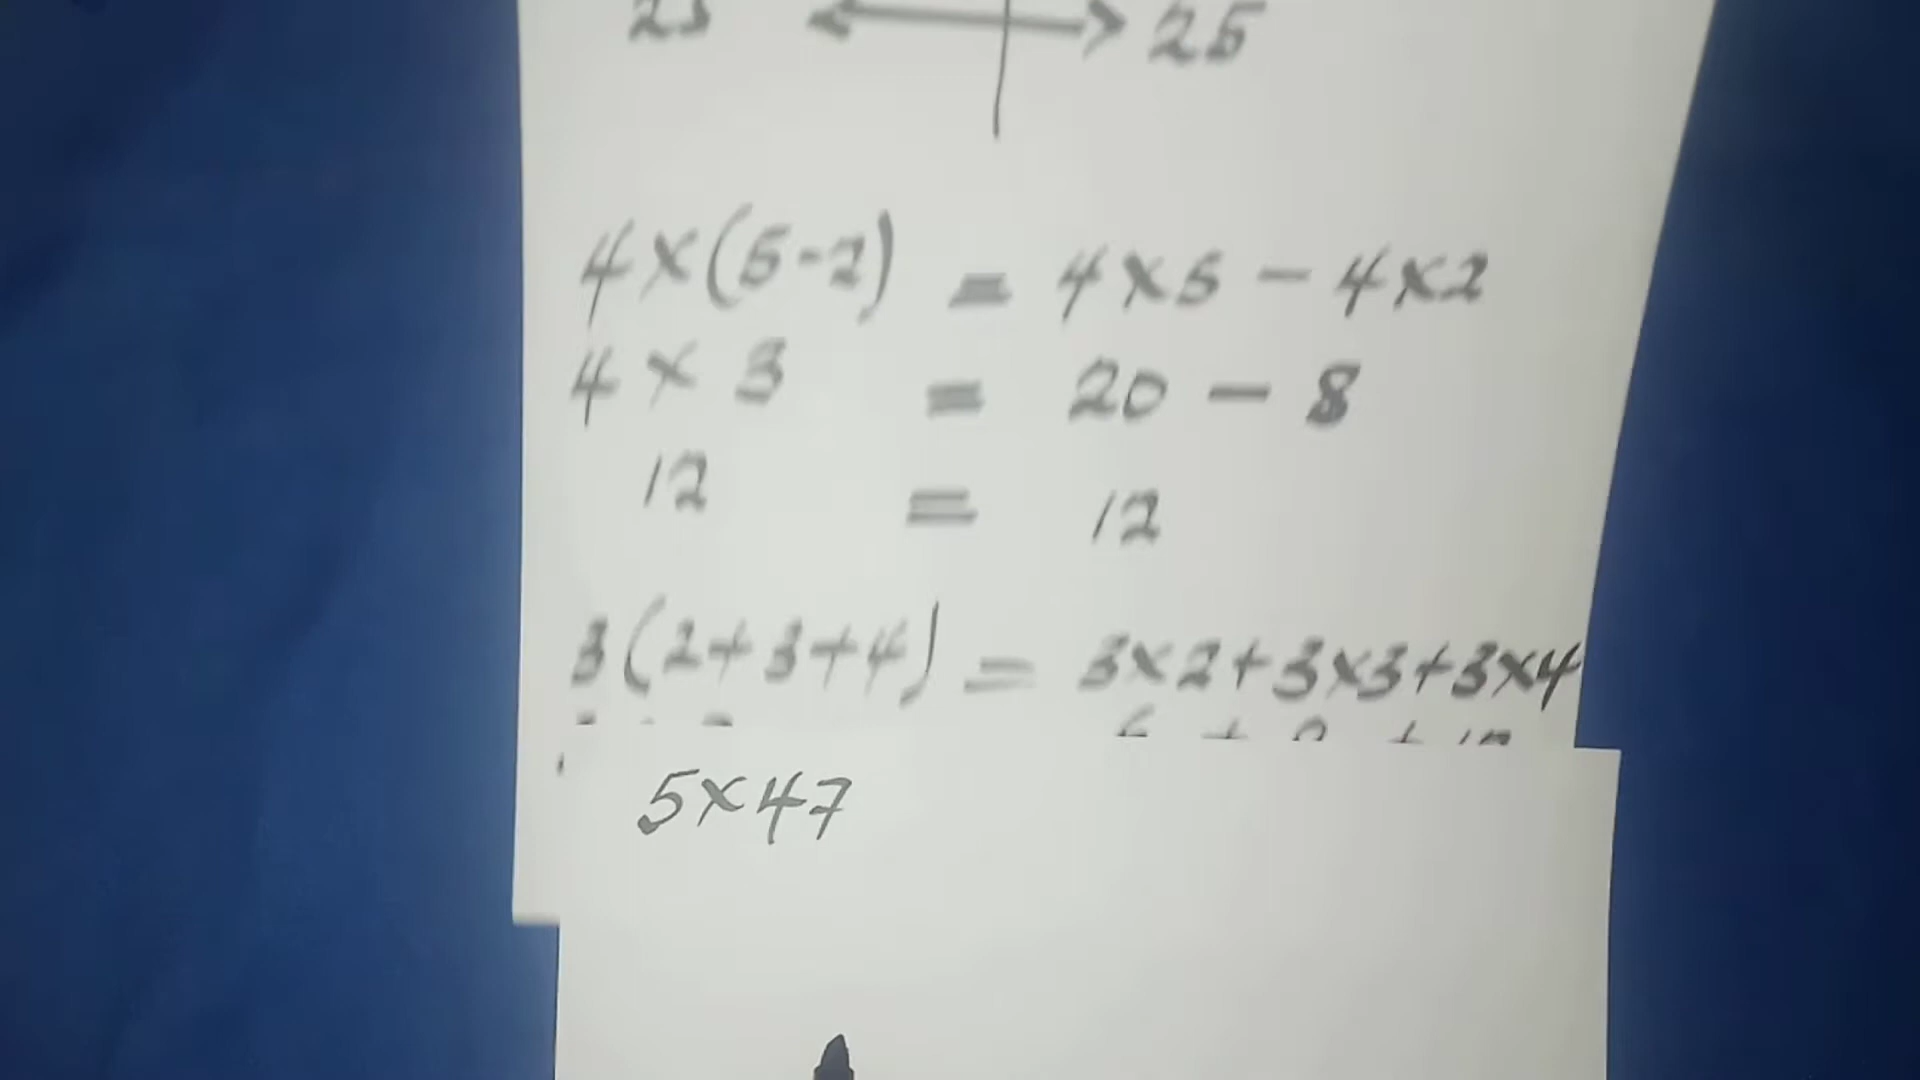 25 ⟷ 25
4×(5-2) = 4×5 - 4×2
4 × 3 = 20 - 8
12 = 12
3(2+3+4) = 3×2+3×3+3×4
5×47